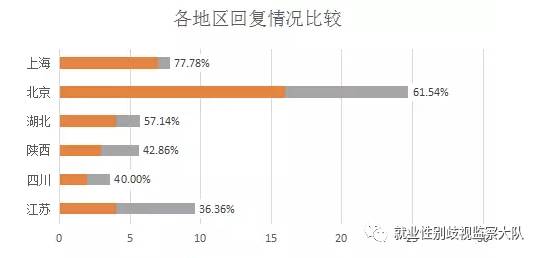 各地区回复情况比较
上海 77.78%
北京 61.54%
湖北 57.14%
陕西 42.86%
四川 40.00%
江苏 36.36%
0 5 10 15 20 25 30
就业性别歧视监察大队